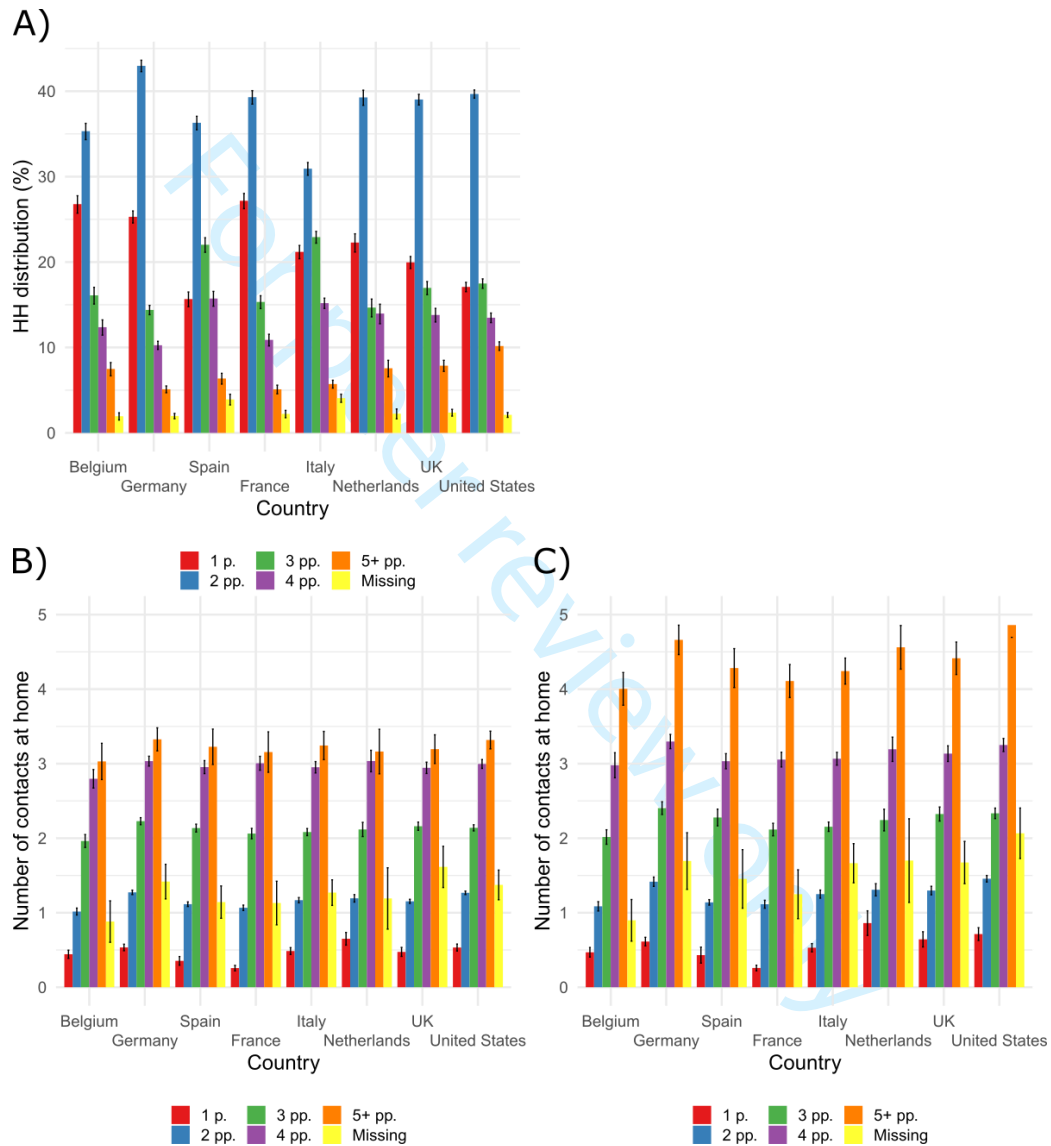 A)
HH distribution (%)
40
30
20
10
0
Belgium Spain Italy UK
Germany France Netherlands United States
Country
1 p. 3 pp. 5+ pp.
2 pp. 4 pp. Missing
B)
Number of contacts at home
5
4
3
2
1
0
Belgium Spain Italy UK
Germany France Netherlands United States
Country
1 p. 3 pp. 5+ pp.
2 pp. 4 pp. Missing
C)
Number of contacts at home
5
4
3
2
1
0
Belgium Spain Italy UK
Germany France Netherlands United States
Country
1 p. 3 pp. 5+ pp.
2 pp. 4 pp. Missing
For peer review only